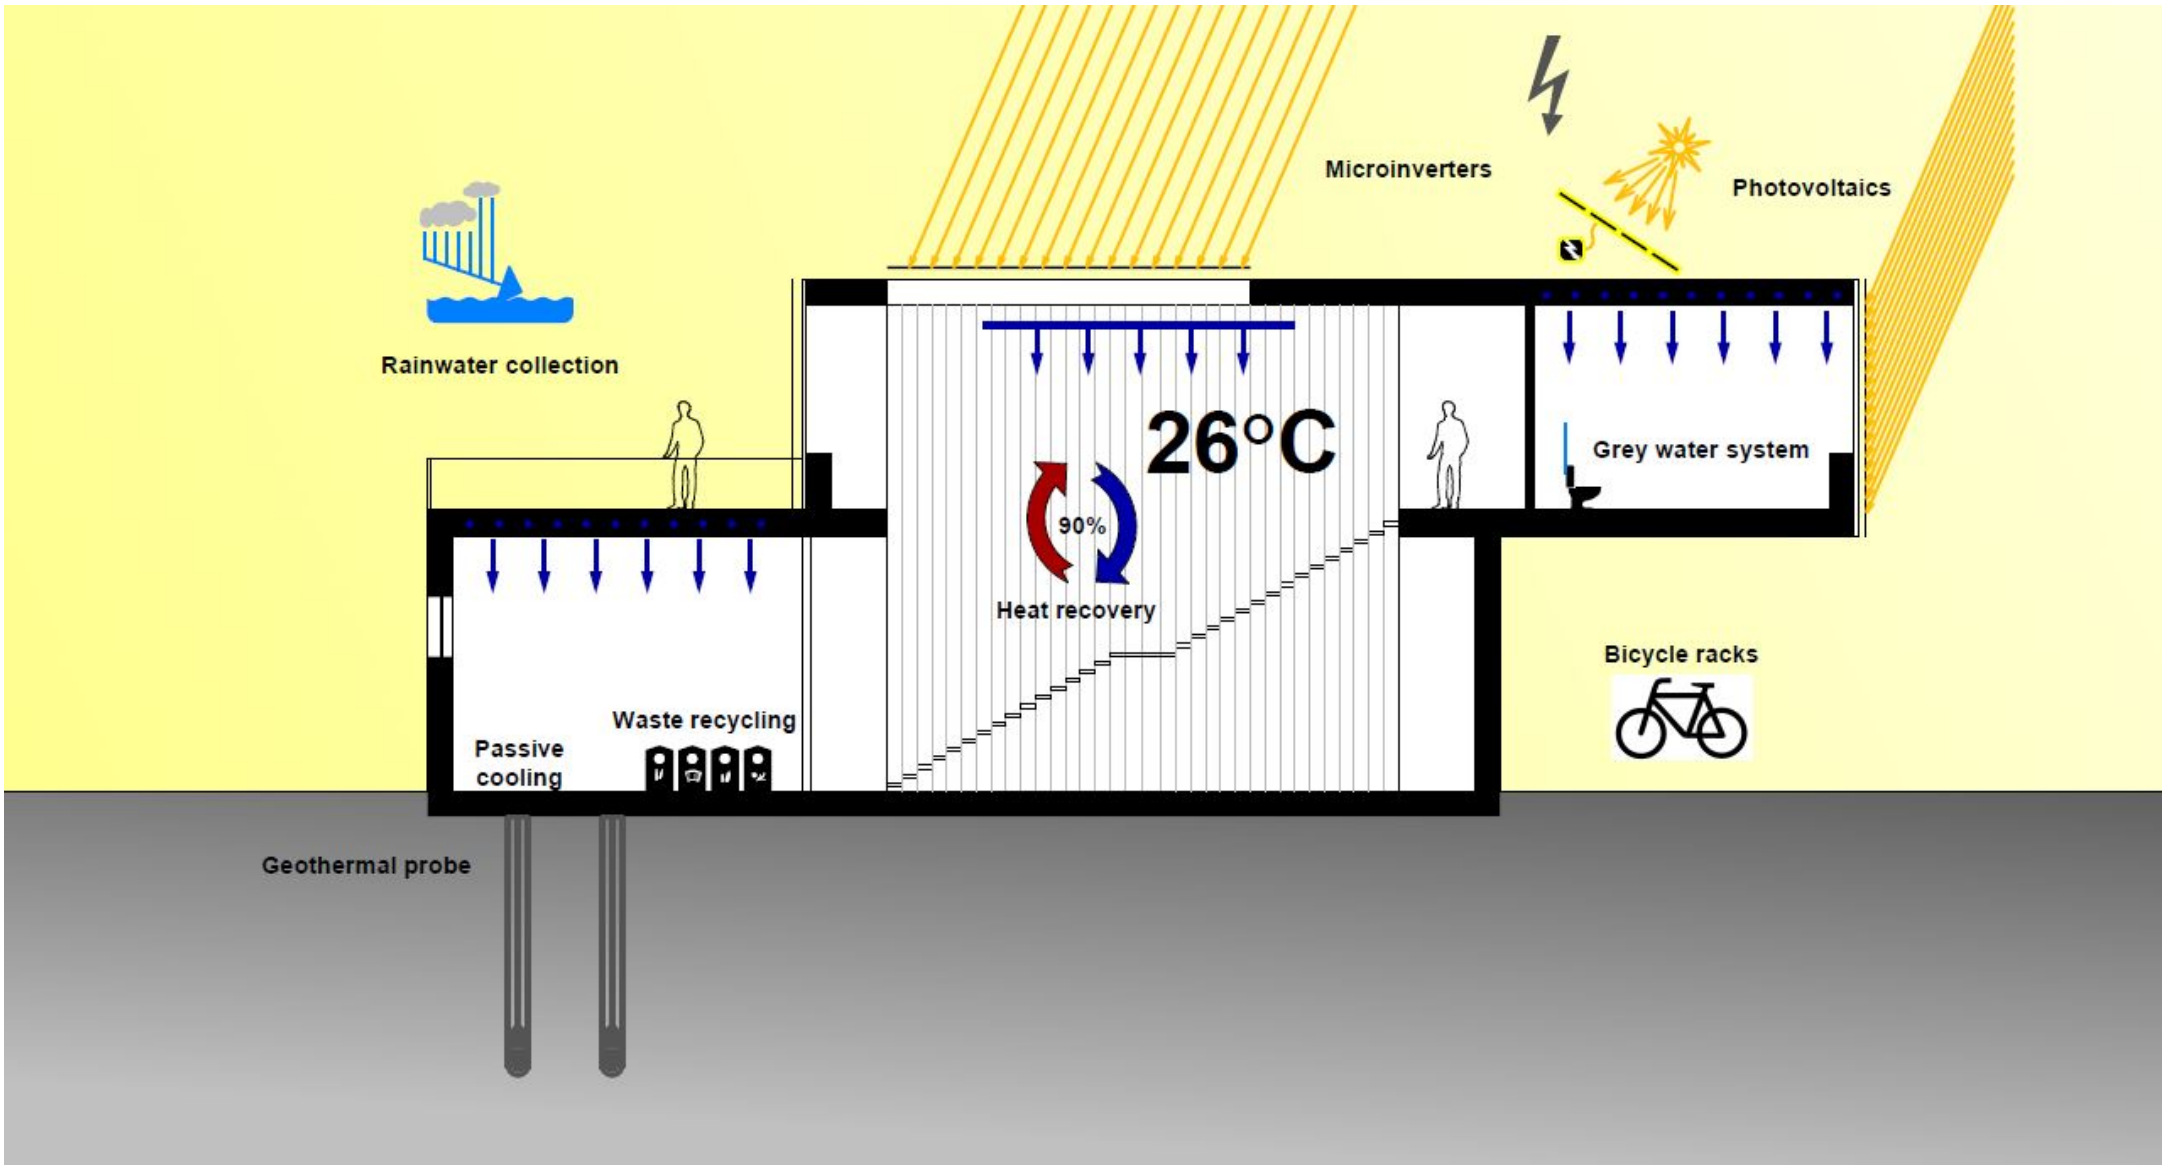 Microinverters
Photovoltaics
Rainwater collection
26°C
Grey water system
90%
Heat recovery
Bicycle racks
Waste recycling
Passive
cooling
Geothermal probe